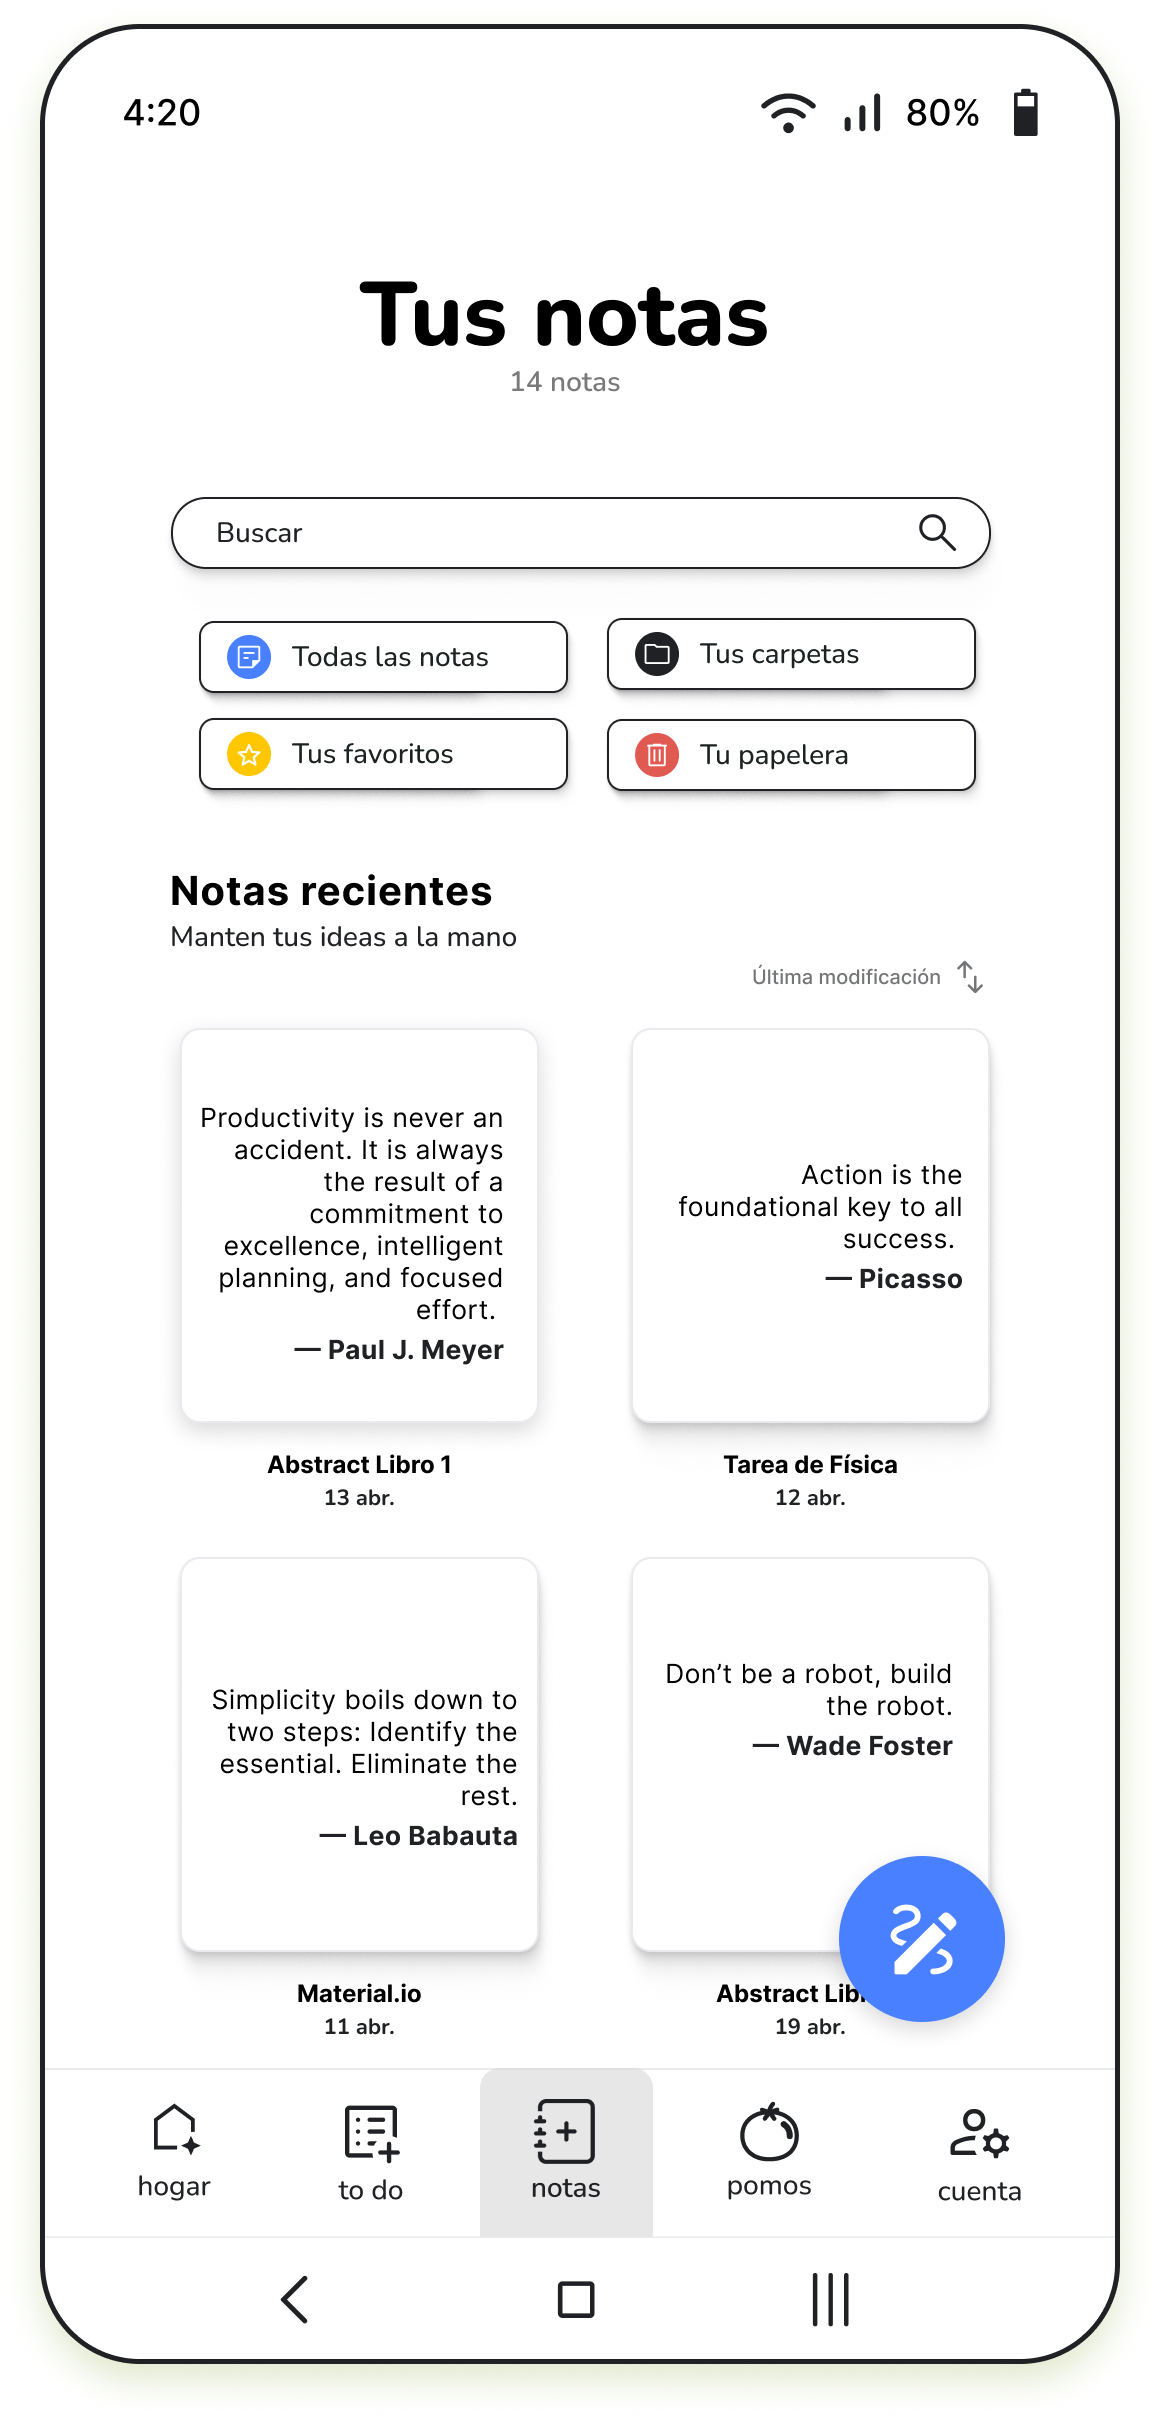 4:20
80%
Tus notas
14 notas
Buscar
Todas las notas
Tus carpetas
Tus favoritos
Tu papelera
Notas recientes
Manten tus ideas a la mano
Última modificación
Productivity is never an
accident. It is always
the result of a
commitment to
excellence, intelligent
planning, and focused
effort.
— Paul J. Meyer
Abstract Libro 1
13 abr.
Action is the
foundational key to all
success.
— Picasso
Tarea de Física
12 abr.
Simplicity boils down to
two steps: Identify the
essential. Eliminate the
rest.
— Leo Babauta
Material.io
11 abr.
Don’t be a robot, build
the robot.
— Wade Foster
Abstract
19 abr.
hogar
to do
notas
pomos
cuenta